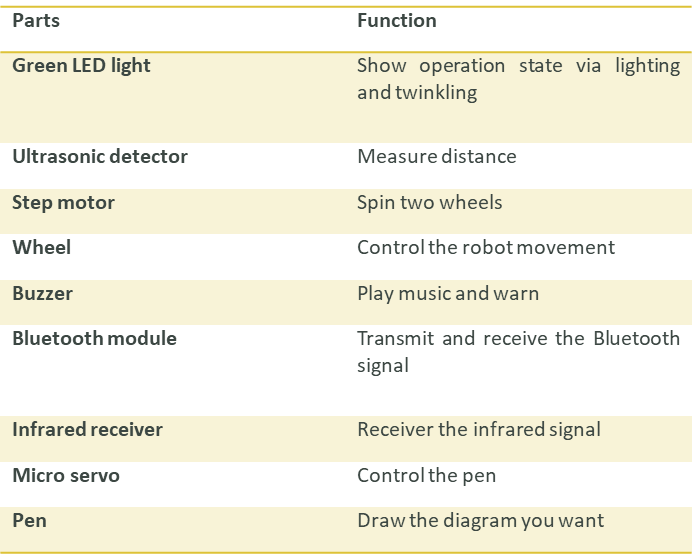 Parts Function
Green LED light Show operation state via lighting
and twinkling
Ultrasonic detector Measure distance
Step motor Spin two wheels
Wheel Control the robot movement
Buzzer Play music and warn
Bluetooth module Transmit and receive the Bluetooth
signal
Infrared receiver Receiver the infrared signal
Micro servo Control the pen
Pen Draw the diagram you want